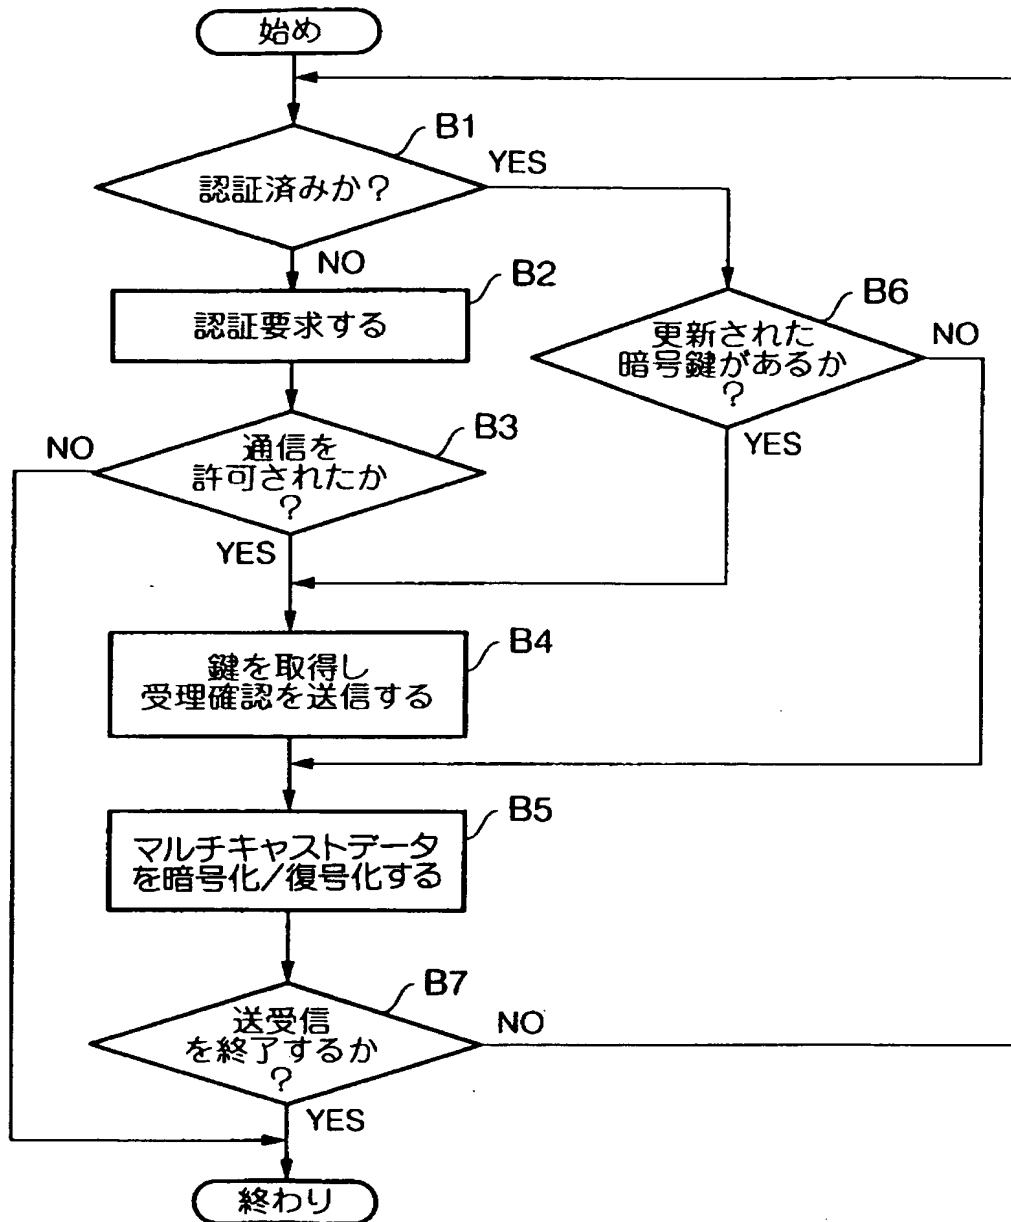 始め
B1
認証済みか?
YES
NO
B2
認証要求する
B6
更新された
暗号鍵があるか
?
NO
YES
B3
通信を
許可されたか
?
NO
YES
B4
鍵を取得し
受理確認を送信する
B5
マルチキャストデータ
を暗号化/復号化する
B7
送受信
を終了するか
?
NO
YES
終わり